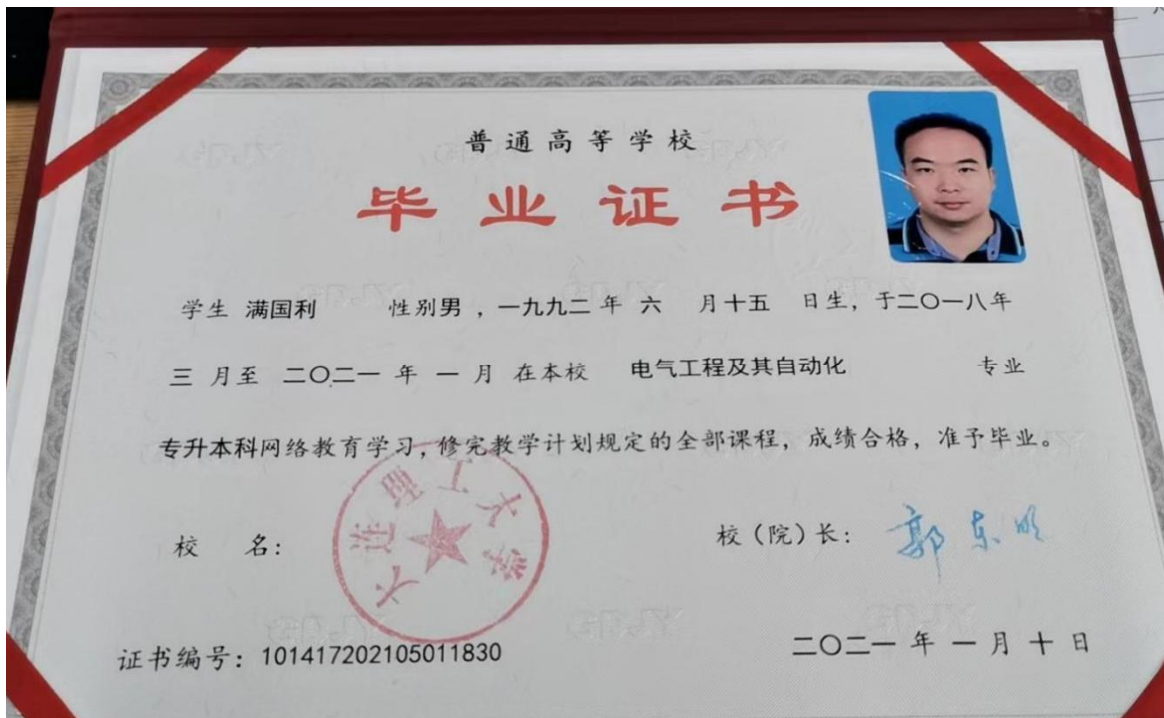 普通高等学校
毕业证书
学生 满国利 性别男，一九九二 年 六 月十五 日生，于二〇一八年
三 月至 二〇二一 年 一 月 在本校 电气工程及其自动化 专业
专升本科网络教育学习，修完教学计划规定的全部课程，成绩合格，准予毕业。
校 名：
大连理工大学
校（院）长：
郭东明
证书编号：101417202105011830
二〇二一 年 一 月 十 日